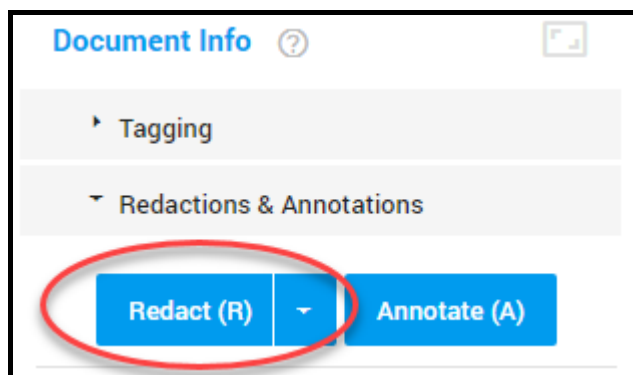 Document Info ?
Tagging
Redactions & Annotations
Redact (R) Annotate (A)